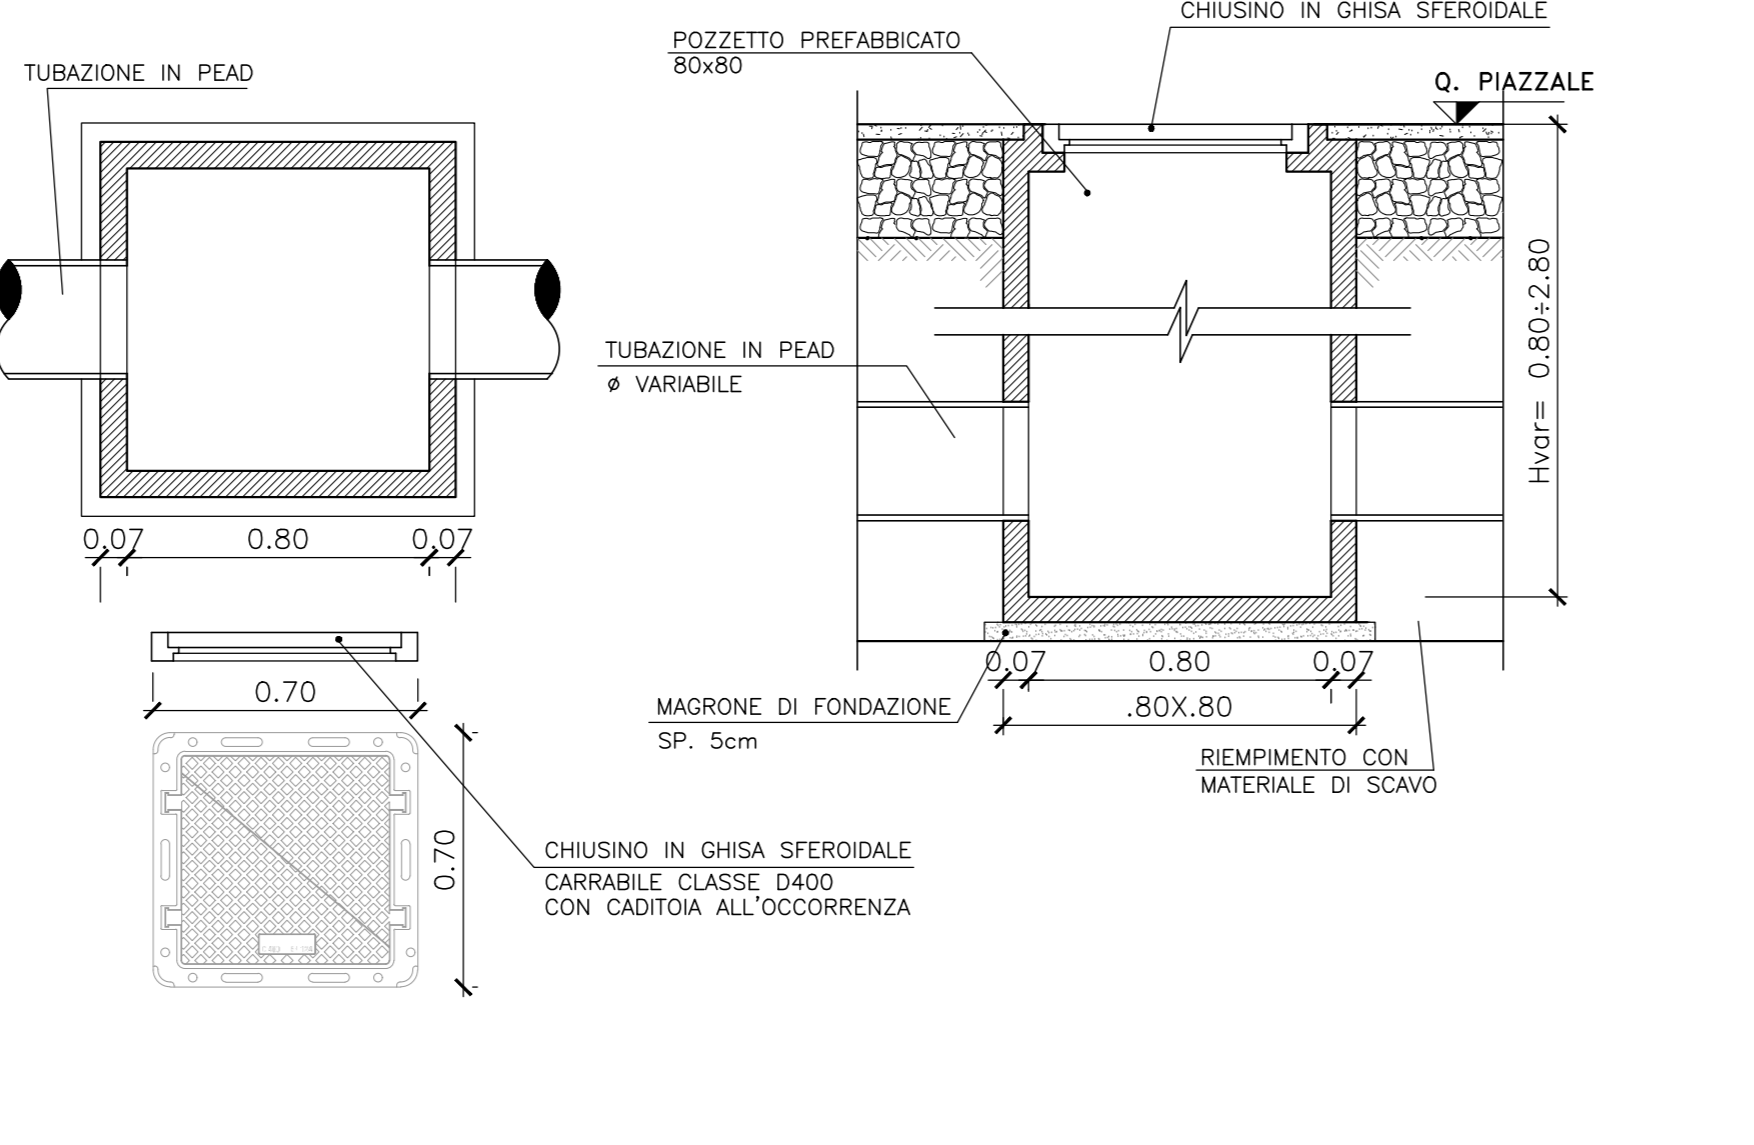 CHIUSINO IN GHISA SFEROIDALE
POZZETTO PREFABBICATO
80x80
TUBAZIONE IN PEAD
Q. PIAZZALE
Hvar= 0.80÷2.80
TUBAZIONE IN PEAD
ø VARIABILE
0.07 0.80 0.07
0.70
0.07 0.80 0.07
.80X.80
MAGRONE DI FONDAZIONE
SP. 5cm
RIEMPIMENTO CON
MATERIALE DI SCAVO
0.70
CHIUSINO IN GHISA SFEROIDALE
CARRABILE CLASSE D400
CON CADITOIA ALL'OCCORRENZA